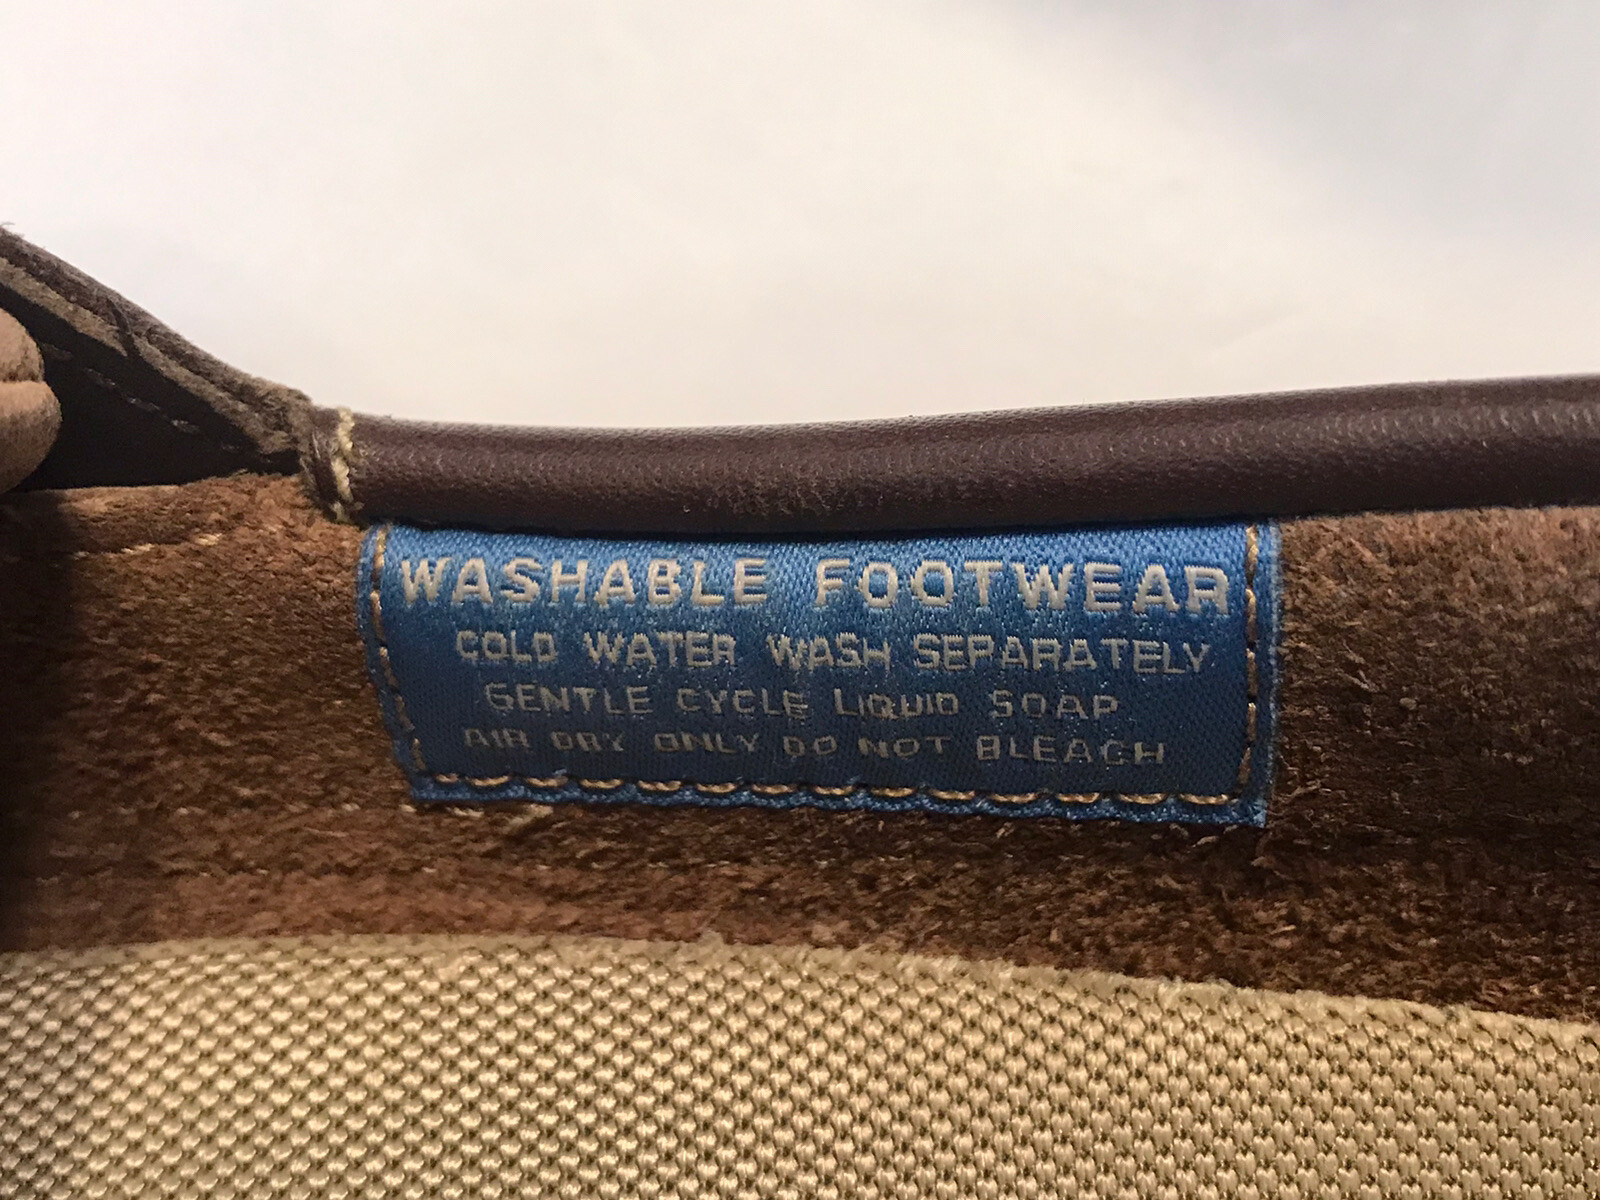 WASHABLE FOOTWEAR
COLD WATER WASH SEPARATELY
GENTLE CYCLE LIQUID SOAP
AIR DRY ONLY DO NOT BLEACH